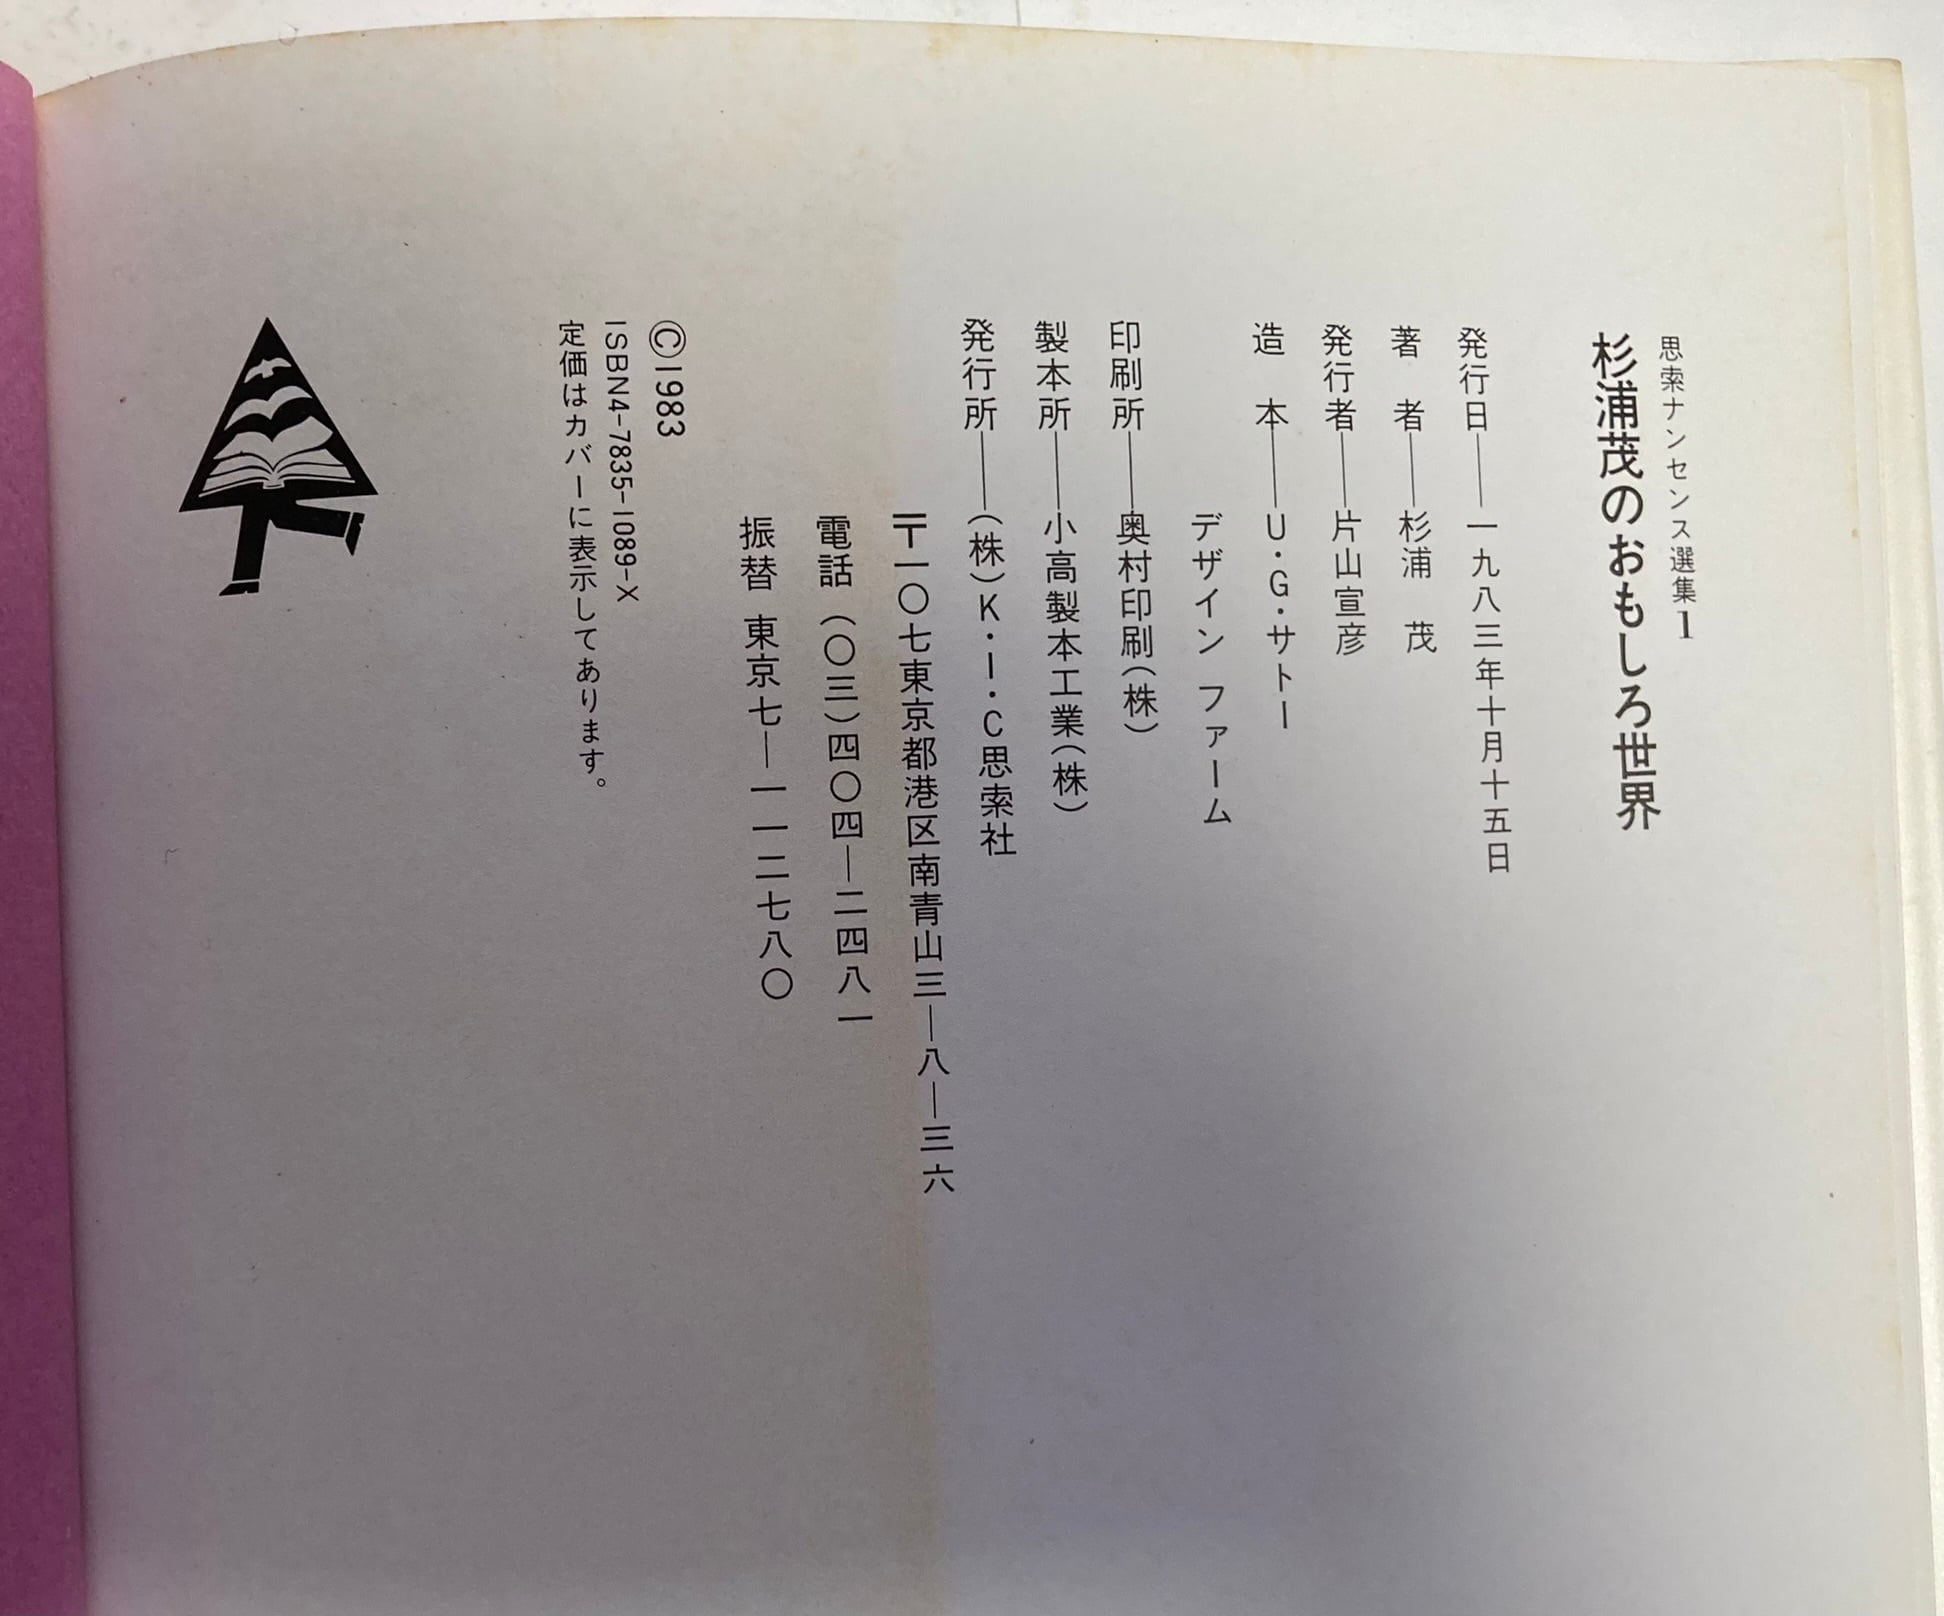 思索ナンセンス選集1
杉浦茂のおもしろ世界
発行日――一九八三年十月十五日
著　者――杉浦　茂
発行者――片山宣彦
造　本――U・G・サトー
デザイン ファーム
印刷所――奥村印刷(株)
製本所――小高製本工業(株)
発行所――(株)K・I・C思索社
〒一〇七東京都港区南青山三―八―三六
電話（〇三）四〇四―二四八一
振替 東京七―一一二七八〇
©1983
ISBN4-7835-1089-X
定価はカバーに表示してあります。